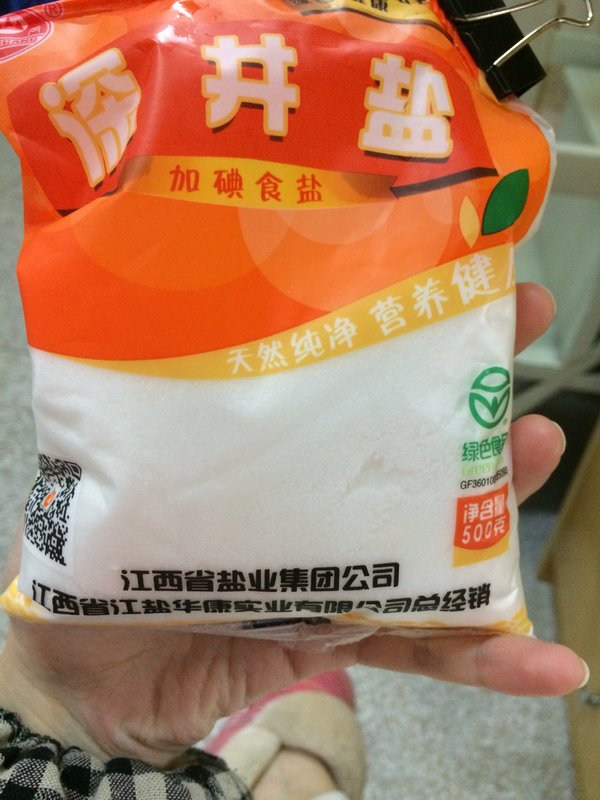 深井盐
加碘食盐
天然纯净 营养健
绿色食品
净含量
500克
江西省盐业集团公司
江西省江盐华康实业有限公司总经销